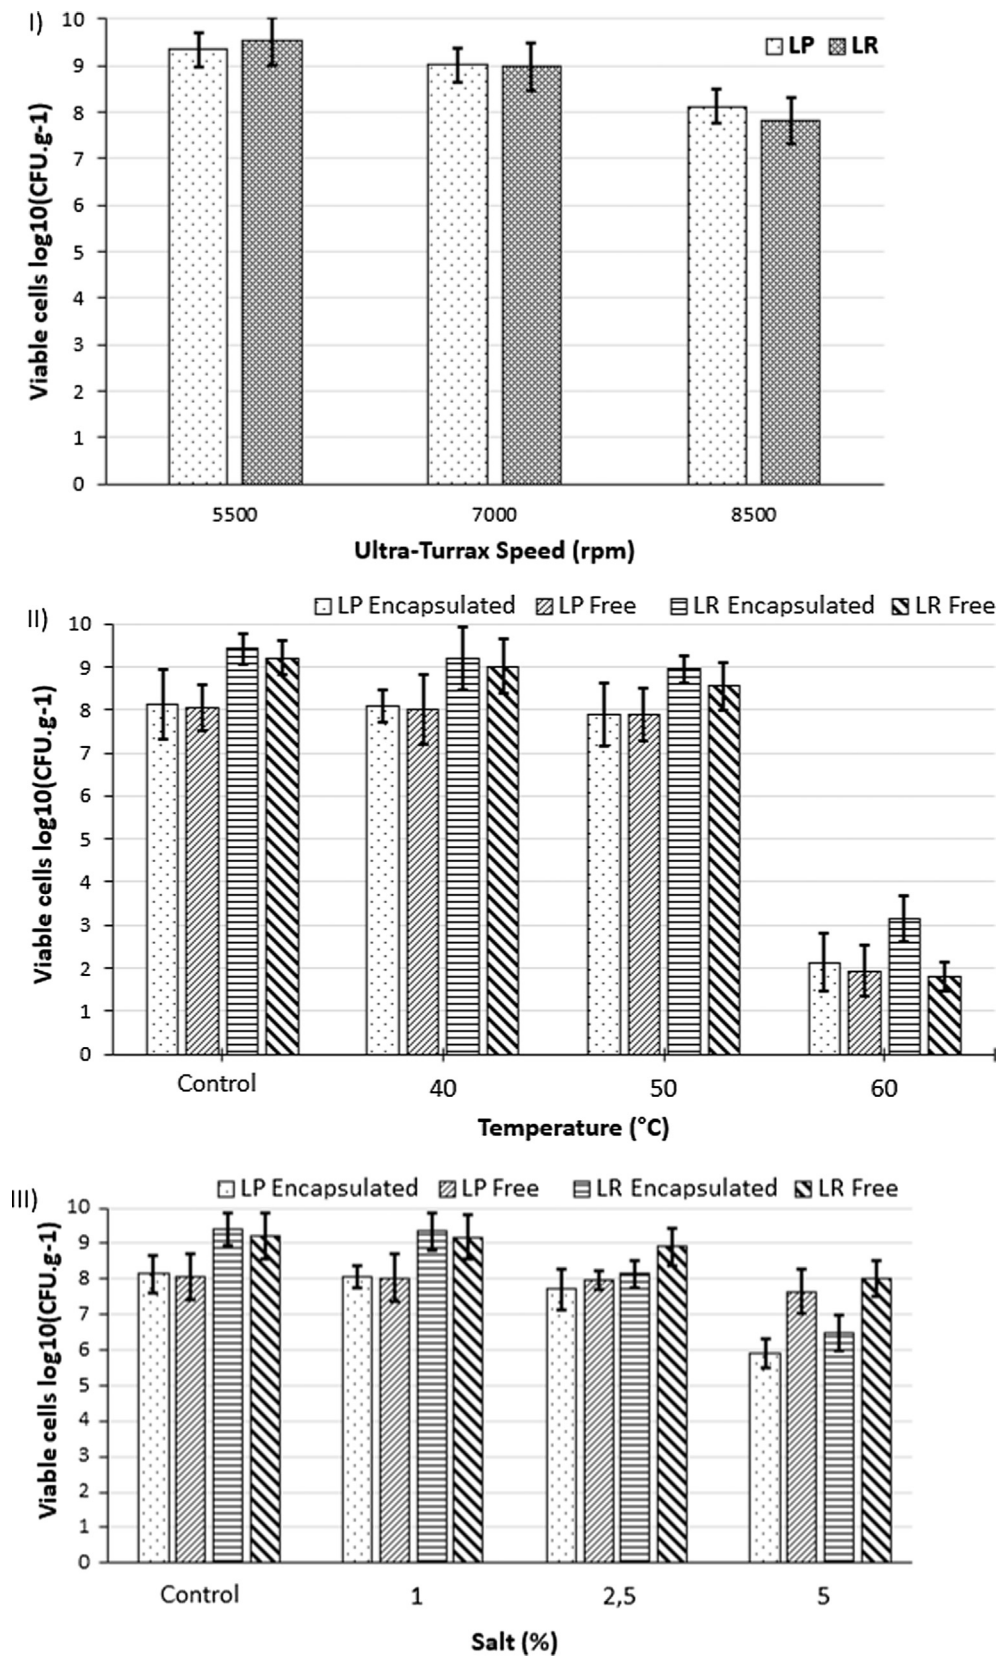 I)
LP LR
Viable cells log10(CFU.g-1)
10
9
8
7
6
5
4
3
2
1
0
5500 7000 8500
Ultra-Turrax Speed (rpm)
II)
LP Encapsulated LP Free LR Encapsulated LR Free
Viable cells log10(CFU.g-1)
10
9
8
7
6
5
4
3
2
1
0
Control 40 50 60
Temperature (°C)
III)
LP Encapsulated LP Free LR Encapsulated LR Free
Viable cells log10(CFU.g-1)
10
9
8
7
6
5
4
3
2
1
0
Control 1 2,5 5
Salt (%)